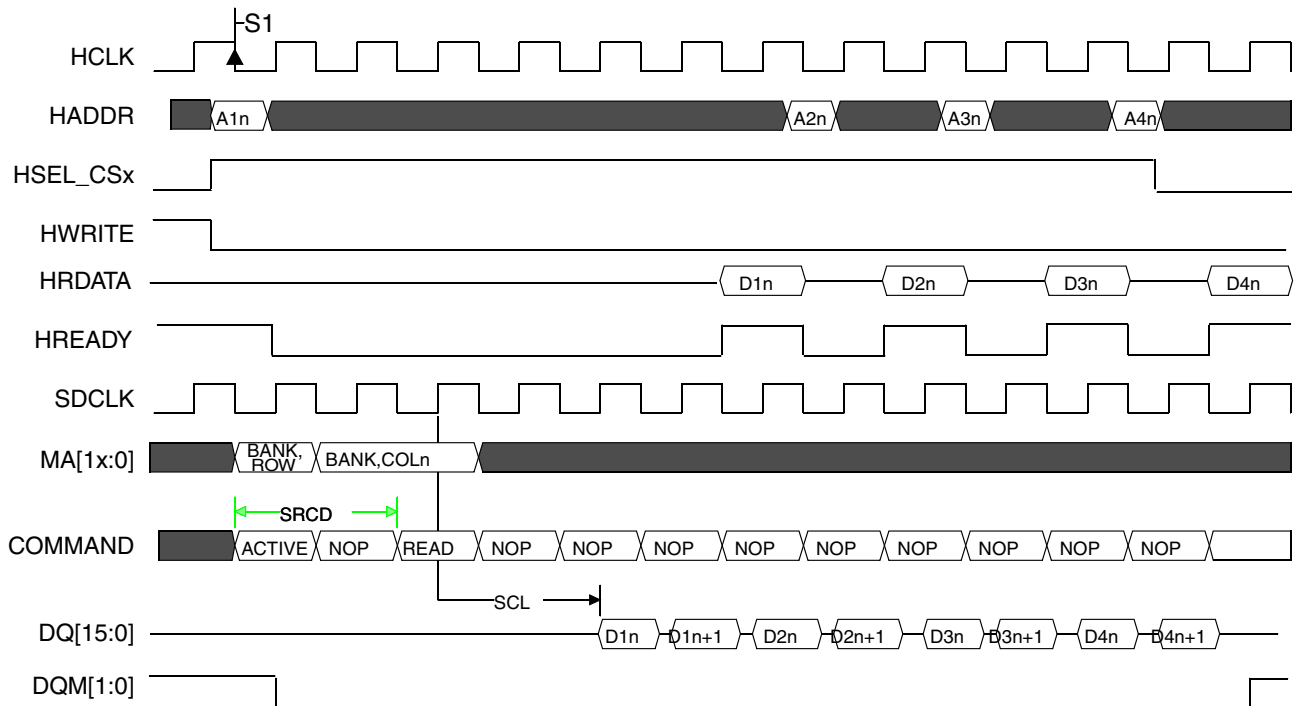 S1
HCLK
HADDR A1n A2n A3n A4n
HSEL_CSx
HWRITE
HRDATA D1n D2n D3n D4n
HREADY
SDCLK
MA[1x:0] BANK, ROW BANK,COLn
SRCD
COMMAND ACTIVE NOP READ NOP NOP NOP NOP NOP NOP NOP NOP NOP
SCL
DQ[15:0] D1n D1n+1 D2n D2n+1 D3n D3n+1 D4n D4n+1
DQM[1:0]